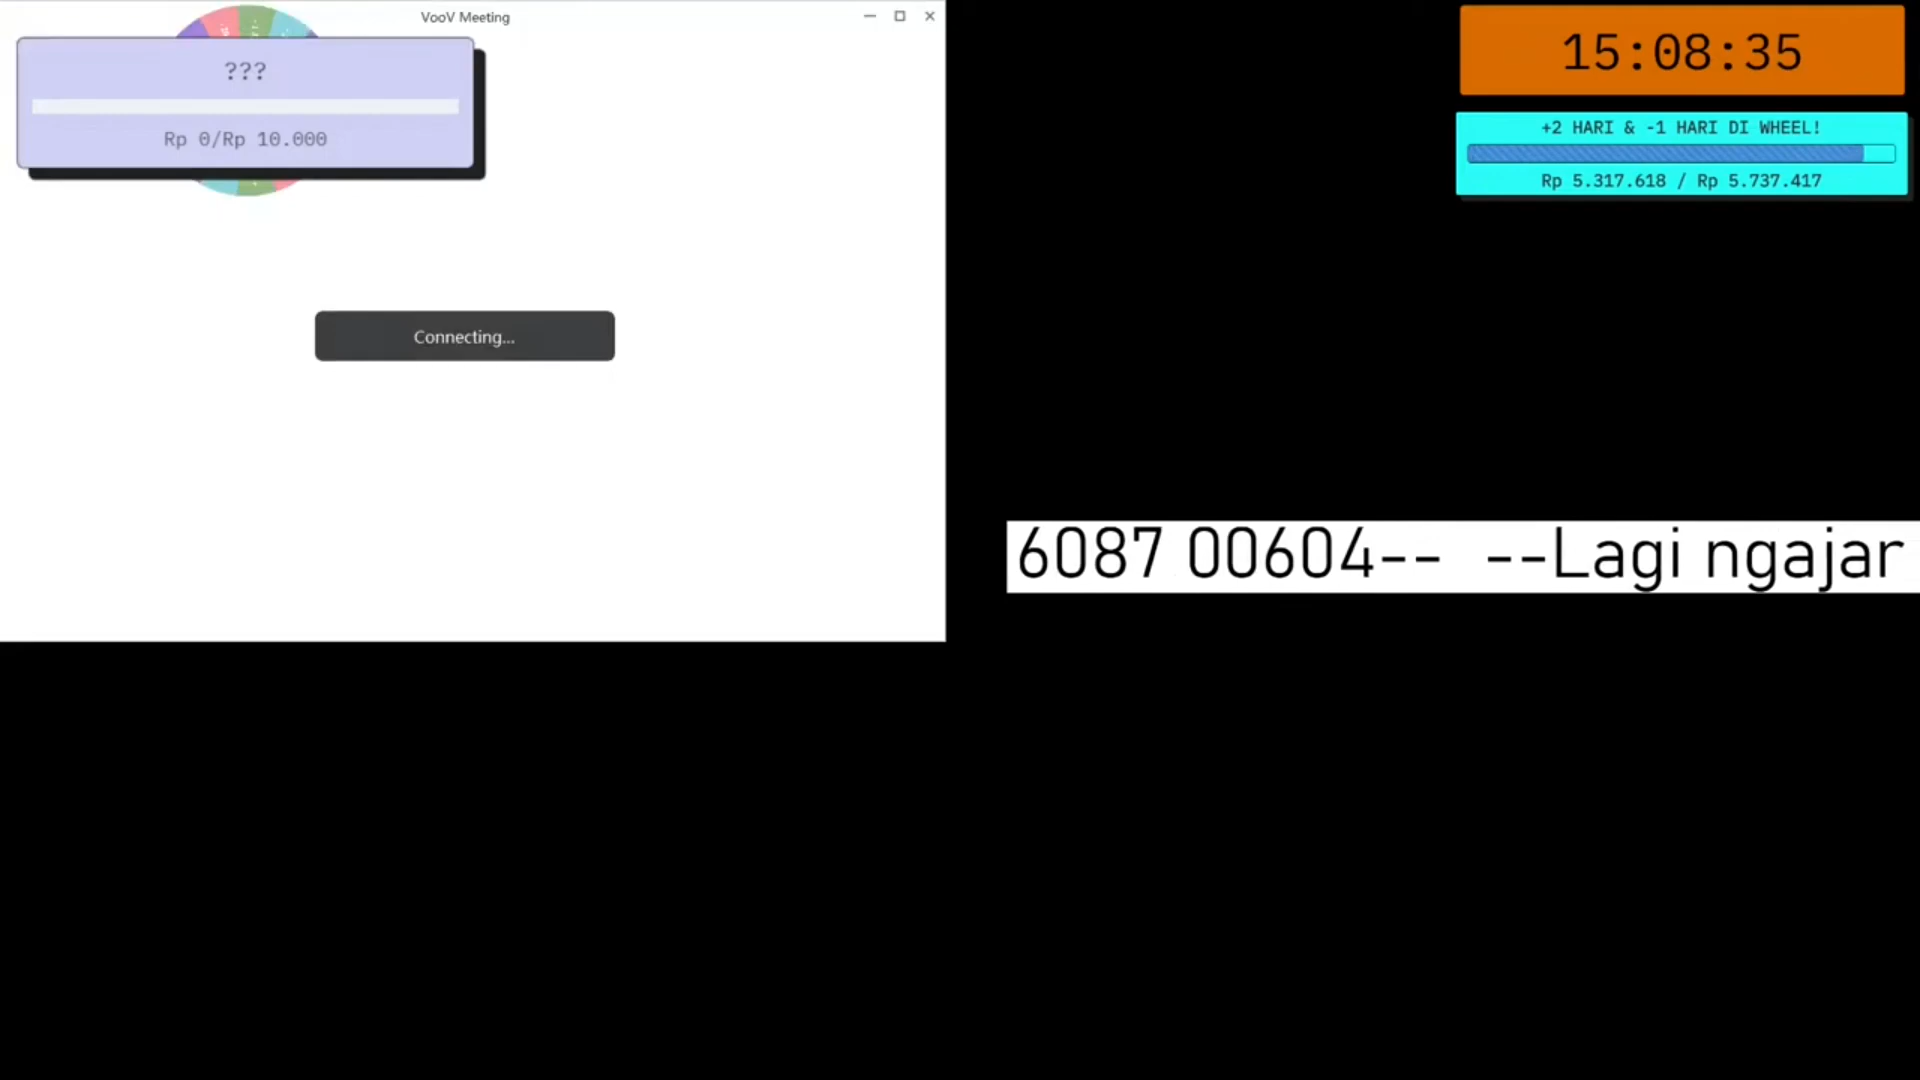 VooV Meeting
???
Rp 0/Rp 10.000
Connecting...
15:08:35
+2 HARI & -1 HARI DI WHEEL!
Rp 5.317.618 / Rp 5.737.417
6087 00604-- --Lagi ngajar